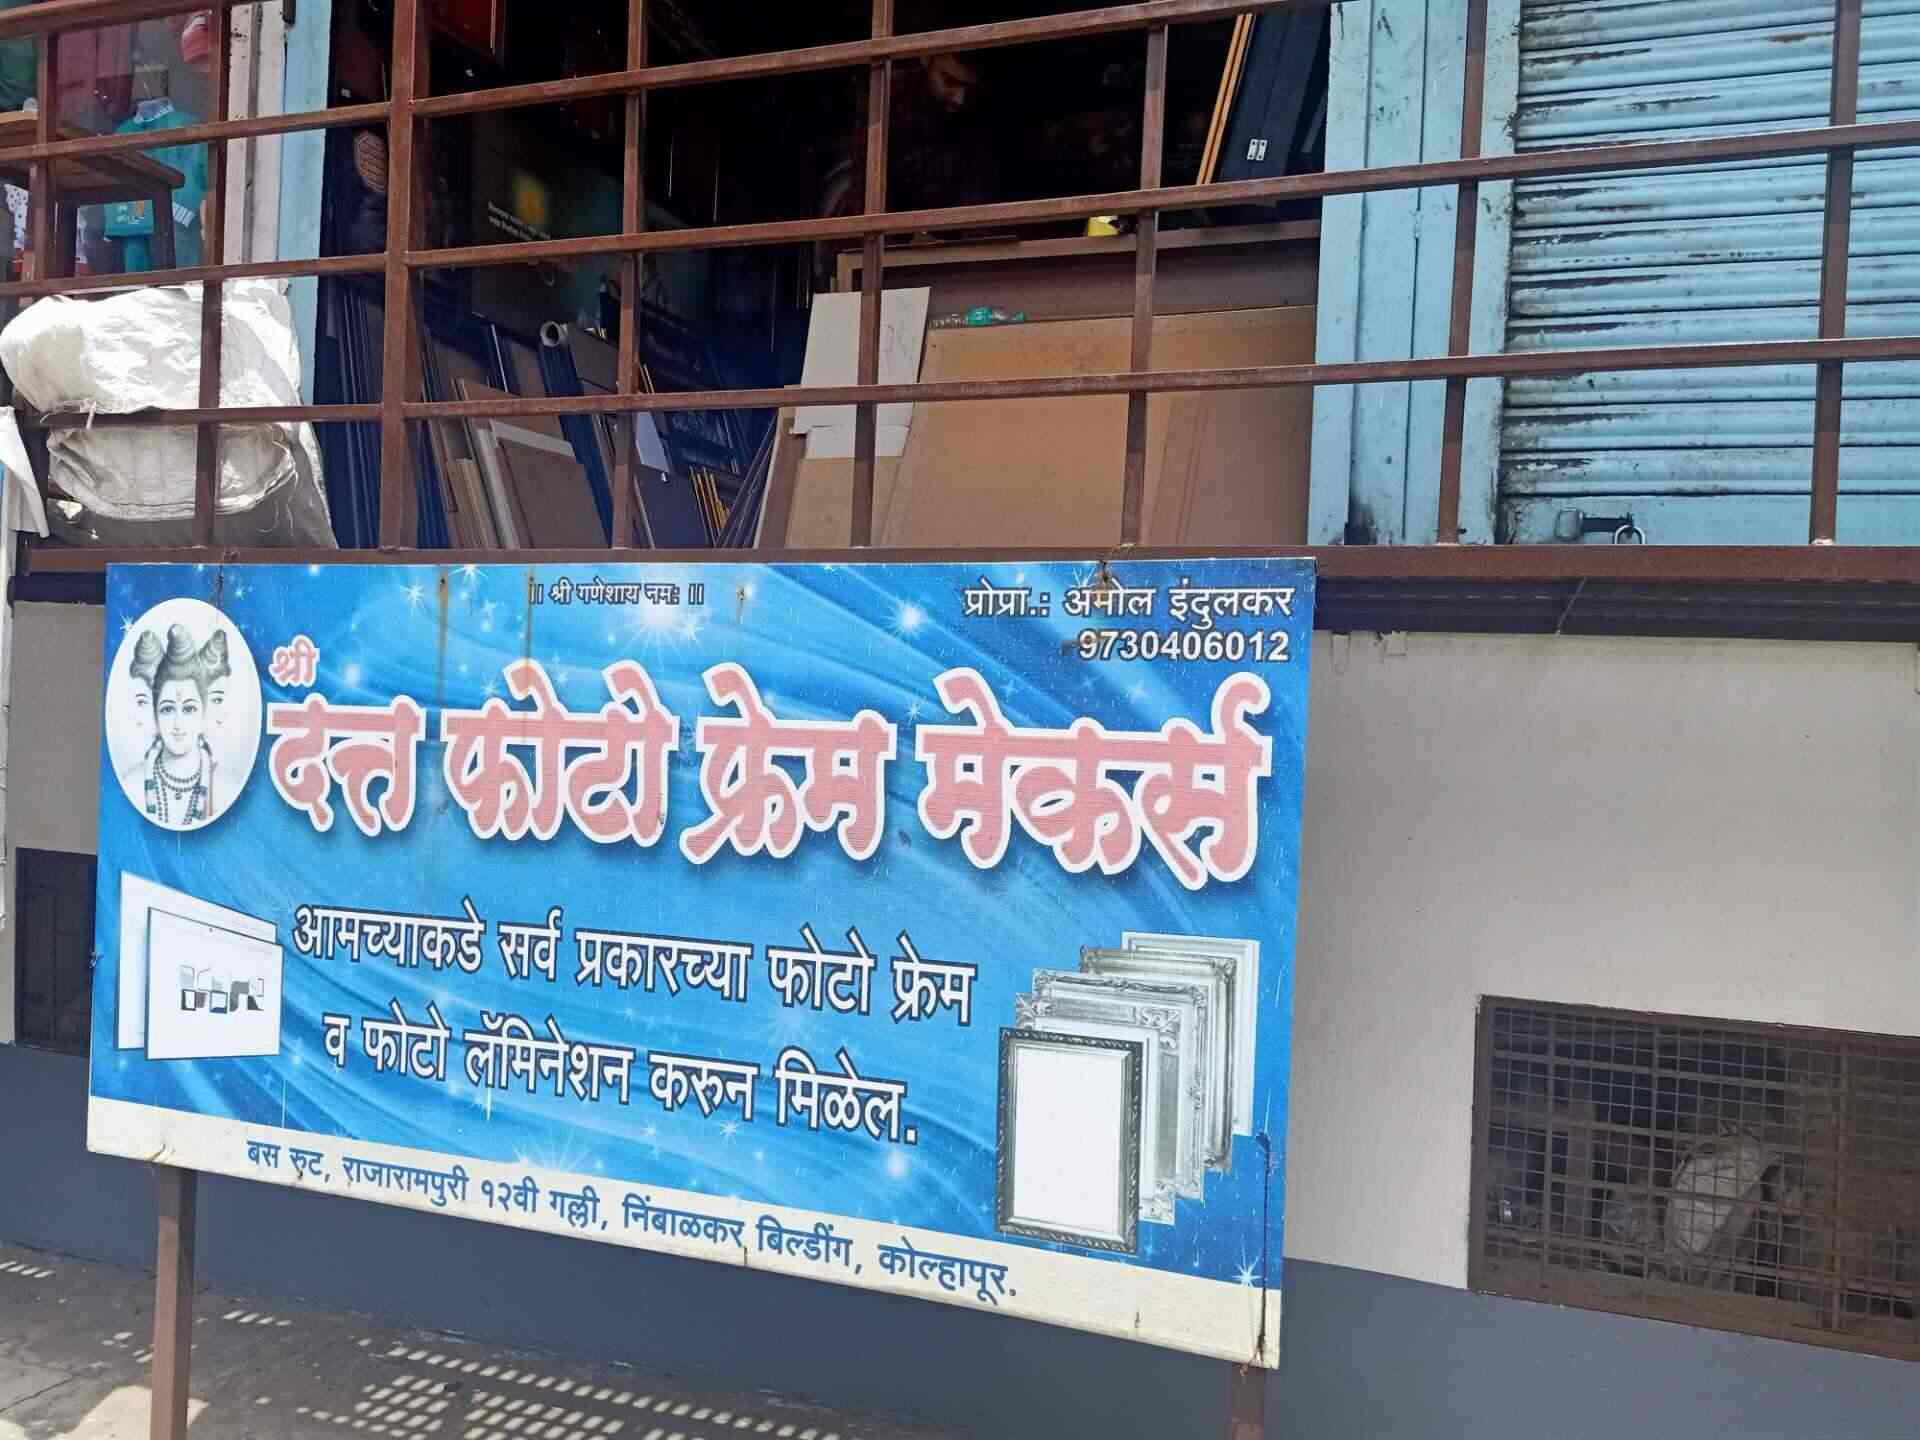 ॥ श्री गणेशाय नमः ॥
प्रोप्रा.: अमोल इंदुलकर
9730406012
श्री
दत्त फोटो फ्रेम मेकर्स
आमच्याकडे सर्व प्रकारच्या फोटो फ्रेम
व फोटो लॅमिनेशन करुन मिळेल.
बस रुट, राजारामपुरी १२वी गल्ली, निंबाळकर बिल्डींग, कोल्हापूर.